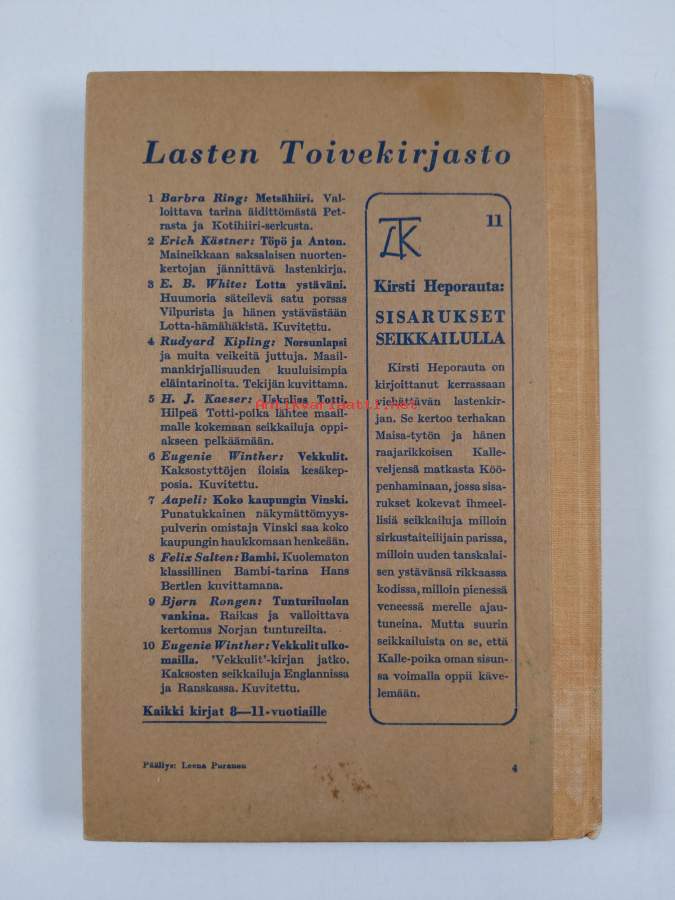 Lasten Toivekirjasto
1 Barbra Ring: Metsähiiri. Val-
loittava tarina äidittömästä Pet-
rasta ja Kotihiiri-serkusta.
2 Erich Kästner: Töpö ja Anton.
Maineikkaan saksalaisen nuorten-
kertojan jännittävä lastenkirja.
3 E. B. White: Lotta ystäväni.
Huumoria säteilevä satu porsas
Vilpurista ja hänen ystävästään
Lotta-hämähäkistä. Kuvitettu.
4 Rudyard Kipling: Norsunlapsi
ja muita veikeitä juttuja. Maail-
mankirjallisuuden kuuluisimpia
eläintarinoita. Tekijän kuvittama.
5 H. J. Kaeser: Uskalias Totti.
Hilpeä Totti-poika lähtee maail-
malle kokemaan seikkailuja oppi-
akseen pelkäämään.
6 Eugenie Winther: Vekkulit.
Kaksostyttöjen iloisia kesäkep-
posia. Kuvitettu.
7 Aapeli: Koko kaupungin Vinski.
Punatukkainen näkymättömyys-
pulverin omistaja Vinski saa koko
kaupungin haukkomaan henkeään.
8 Felix Salten: Bambi. Kuolematon
klassillinen Bambi-tarina Hans
Bertlen kuvittamana.
9 Bjørn Rongen: Tunturiluolan
vankina. Raikas ja valloittava
kertomus Norjan tuntureilta.
10 Eugenie Winther: Vekkulit ulko-
mailla. 'Vekkulit'-kirjan jatko.
Kaksosten seikkailuja Englannissa
ja Ranskassa. Kuvitettu.
Kaikki kirjat 8—11-vuotiaille
LTK
11
Kirsti Heporauta:
SISARUKSET
SEIKKAILULLA
Kirsti Heporauta on
kirjoittanut kerrassaan
viehättävän lastenkir-
jan. Se kertoo terhakan
Maisa-tytön ja hänen
raajarikkoisen Kalle-
veljensä matkasta Köö-
penhaminaan, jossa sisa-
rukset kokevat ihmeel-
lisiä seikkailuja milloin
sirkustaiteilijain parissa,
milloin uuden tanskalai-
sen ystävänsä rikkaassa
kodissa, milloin pienessä
veneessä merelle ajau-
tuneina. Mutta suurin
seikkailuista on se, että
Kalle-poika oman sisun-
sa voimalla oppii käve-
lemään.
Päällys: Leena Puranen
4
Antikvariaatti.net